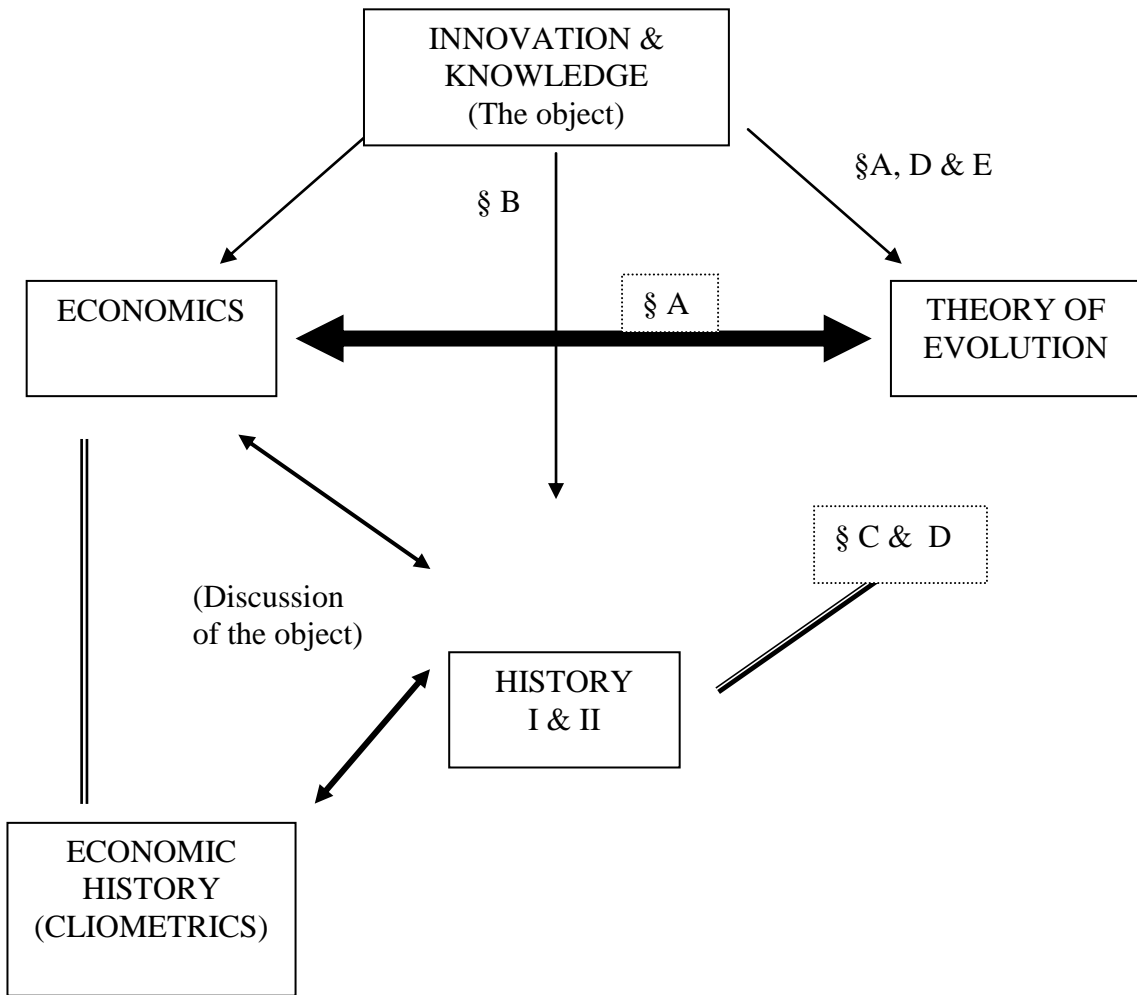 INNOVATION &
KNOWLEDGE
(The object)
§A, D & E
§ B
ECONOMICS
§ A
THEORY OF
EVOLUTION
§ C & D
(Discussion
of the object)
HISTORY
I & II
ECONOMIC
HISTORY
(CLIOMETRICS)